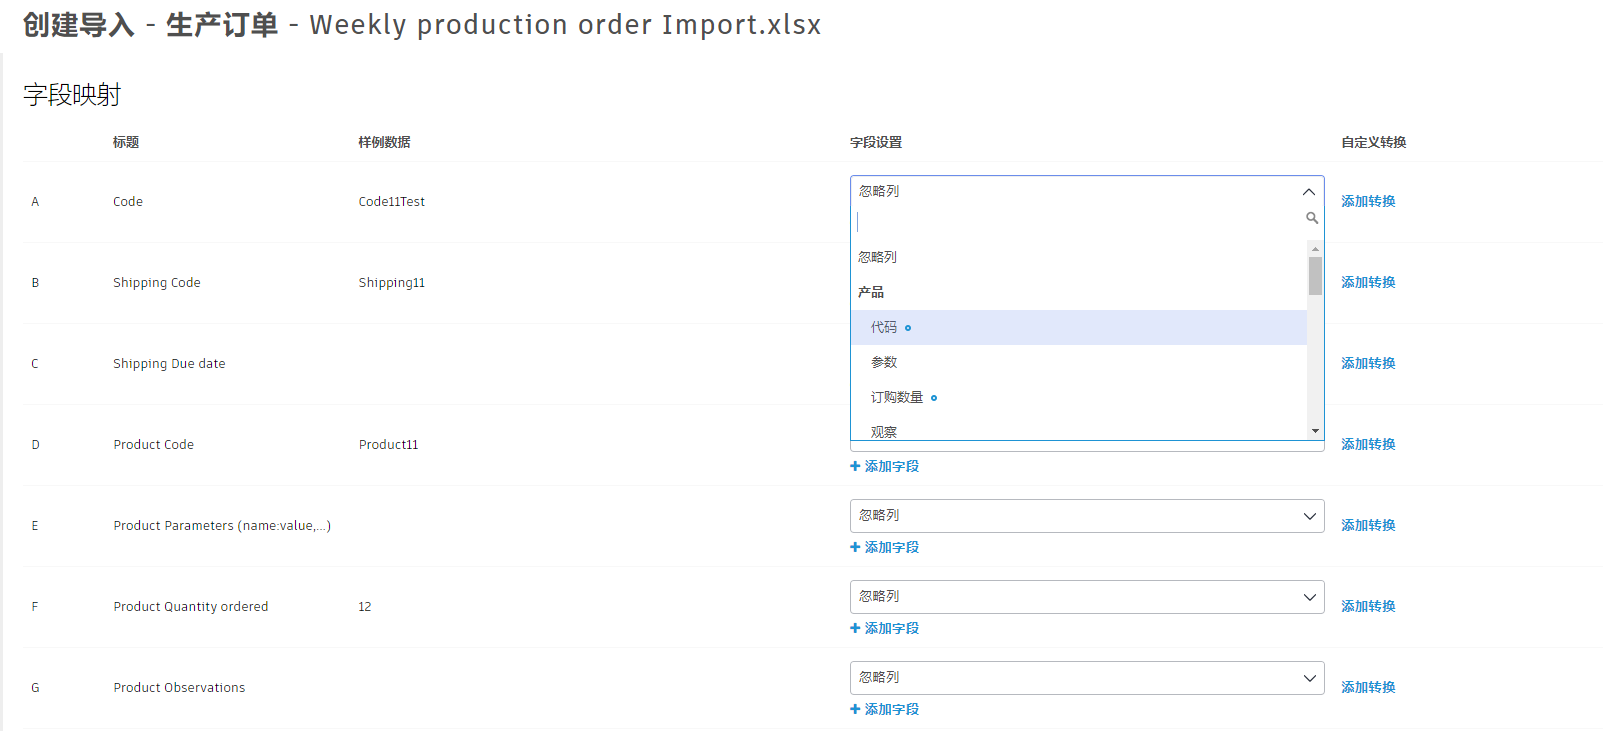 创建导入 - 生产订单 - Weekly production order Import.xlsx
字段映射
标题 样例数据 字段设置 自定义转换
A Code Code11Test 忽略列 添加转换
忽略列
产品
B Shipping Code Shipping11 添加转换
代码
C Shipping Due date 参数 添加转换
订购数量
观察
D Product Code Product11 添加转换
+ 添加字段
E Product Parameters (name:value,...) 忽略列 添加转换
+ 添加字段
F Product Quantity ordered 12 忽略列 添加转换
+ 添加字段
G Product Observations 忽略列 添加转换
+ 添加字段